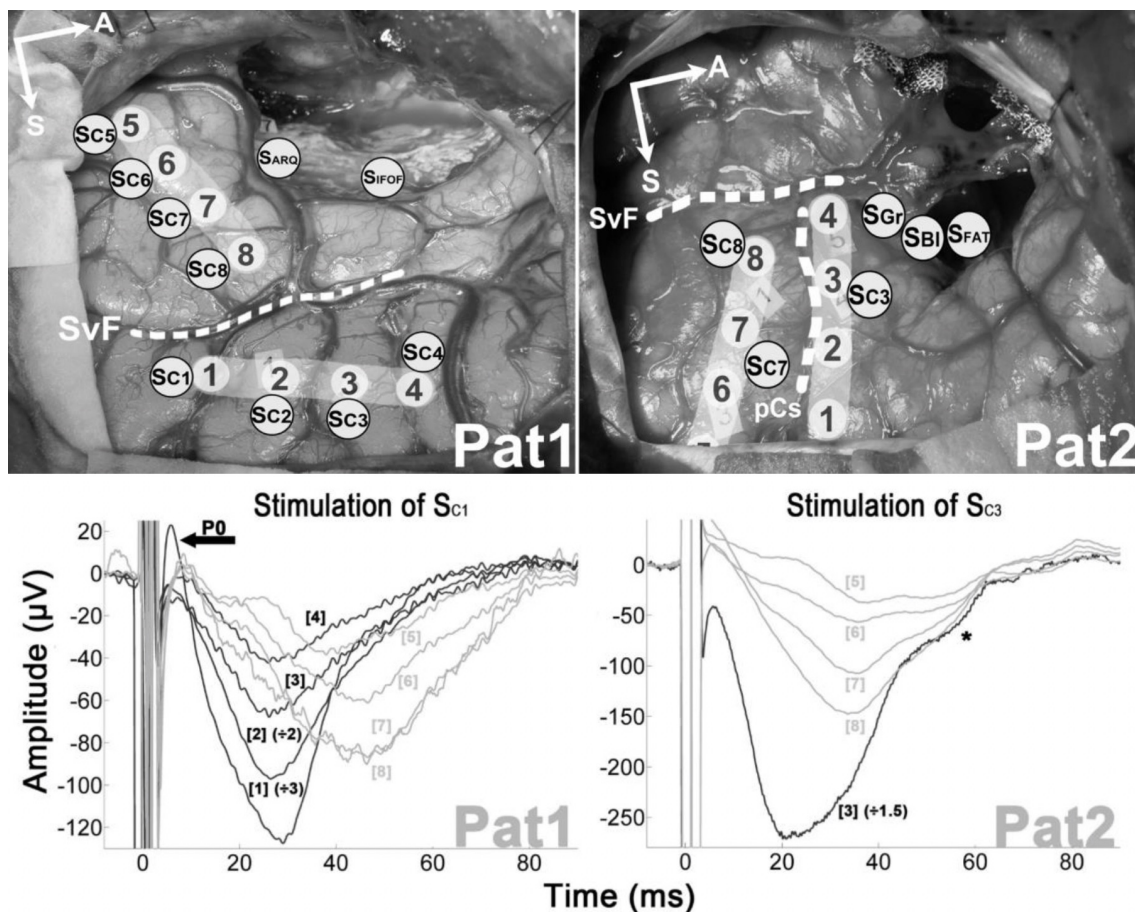 A
S
5
SC5
6
SC6
SARQ
SIFOF
7
SC7
8
SC8
SvF
SC4
SC1
1
2
3
4
SC2
SC3
Pat1
A
S
SvF
4
SGr
SBl
SFAT
SC8
8
3
SC3
7
2
SC7
6
pCs
1
Pat2
Stimulation of SC1
Amplitude (µV)
20
0
-20
-40
-60
-80
-100
-120
P0
[4]
[5]
[3]
[6]
[2] (÷2)
[7]
[1] (÷3)
[8]
Pat1
0
20
40
60
80
Stimulation of SC3
0
-50
-100
-150
-200
-250
[5]
[6]
*
[7]
[8]
[3] (÷1.5)
Pat2
0
20
40
60
80
Time (ms)